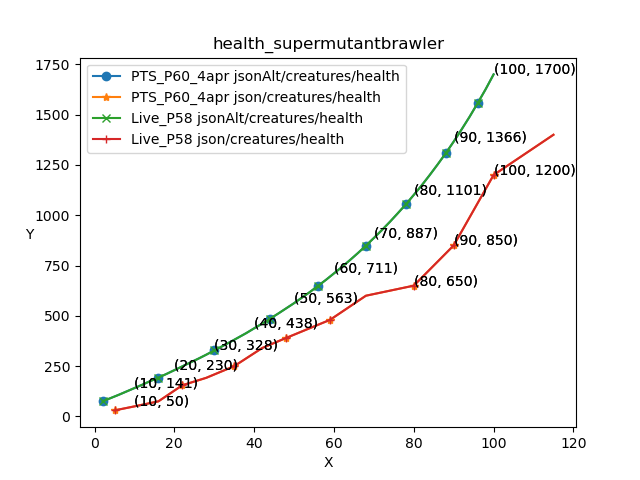 health_supermutantbrawler
PTS_P60_4apr jsonAlt/creatures/health
PTS_P60_4apr json/creatures/health
Live_P58 jsonAlt/creatures/health
Live_P58 json/creatures/health
Y
1750
1500
1250
1000
750
500
250
0
(100, 1700)
(90, 1366)
(100, 1200)
(80, 1101)
(70, 887)
(90, 850)
(60, 711)
(80, 650)
(50, 563)
(40, 438)
(30, 328)
(20, 230)
(10, 141)
(10, 50)
0 20 40 60 80 100 120
X